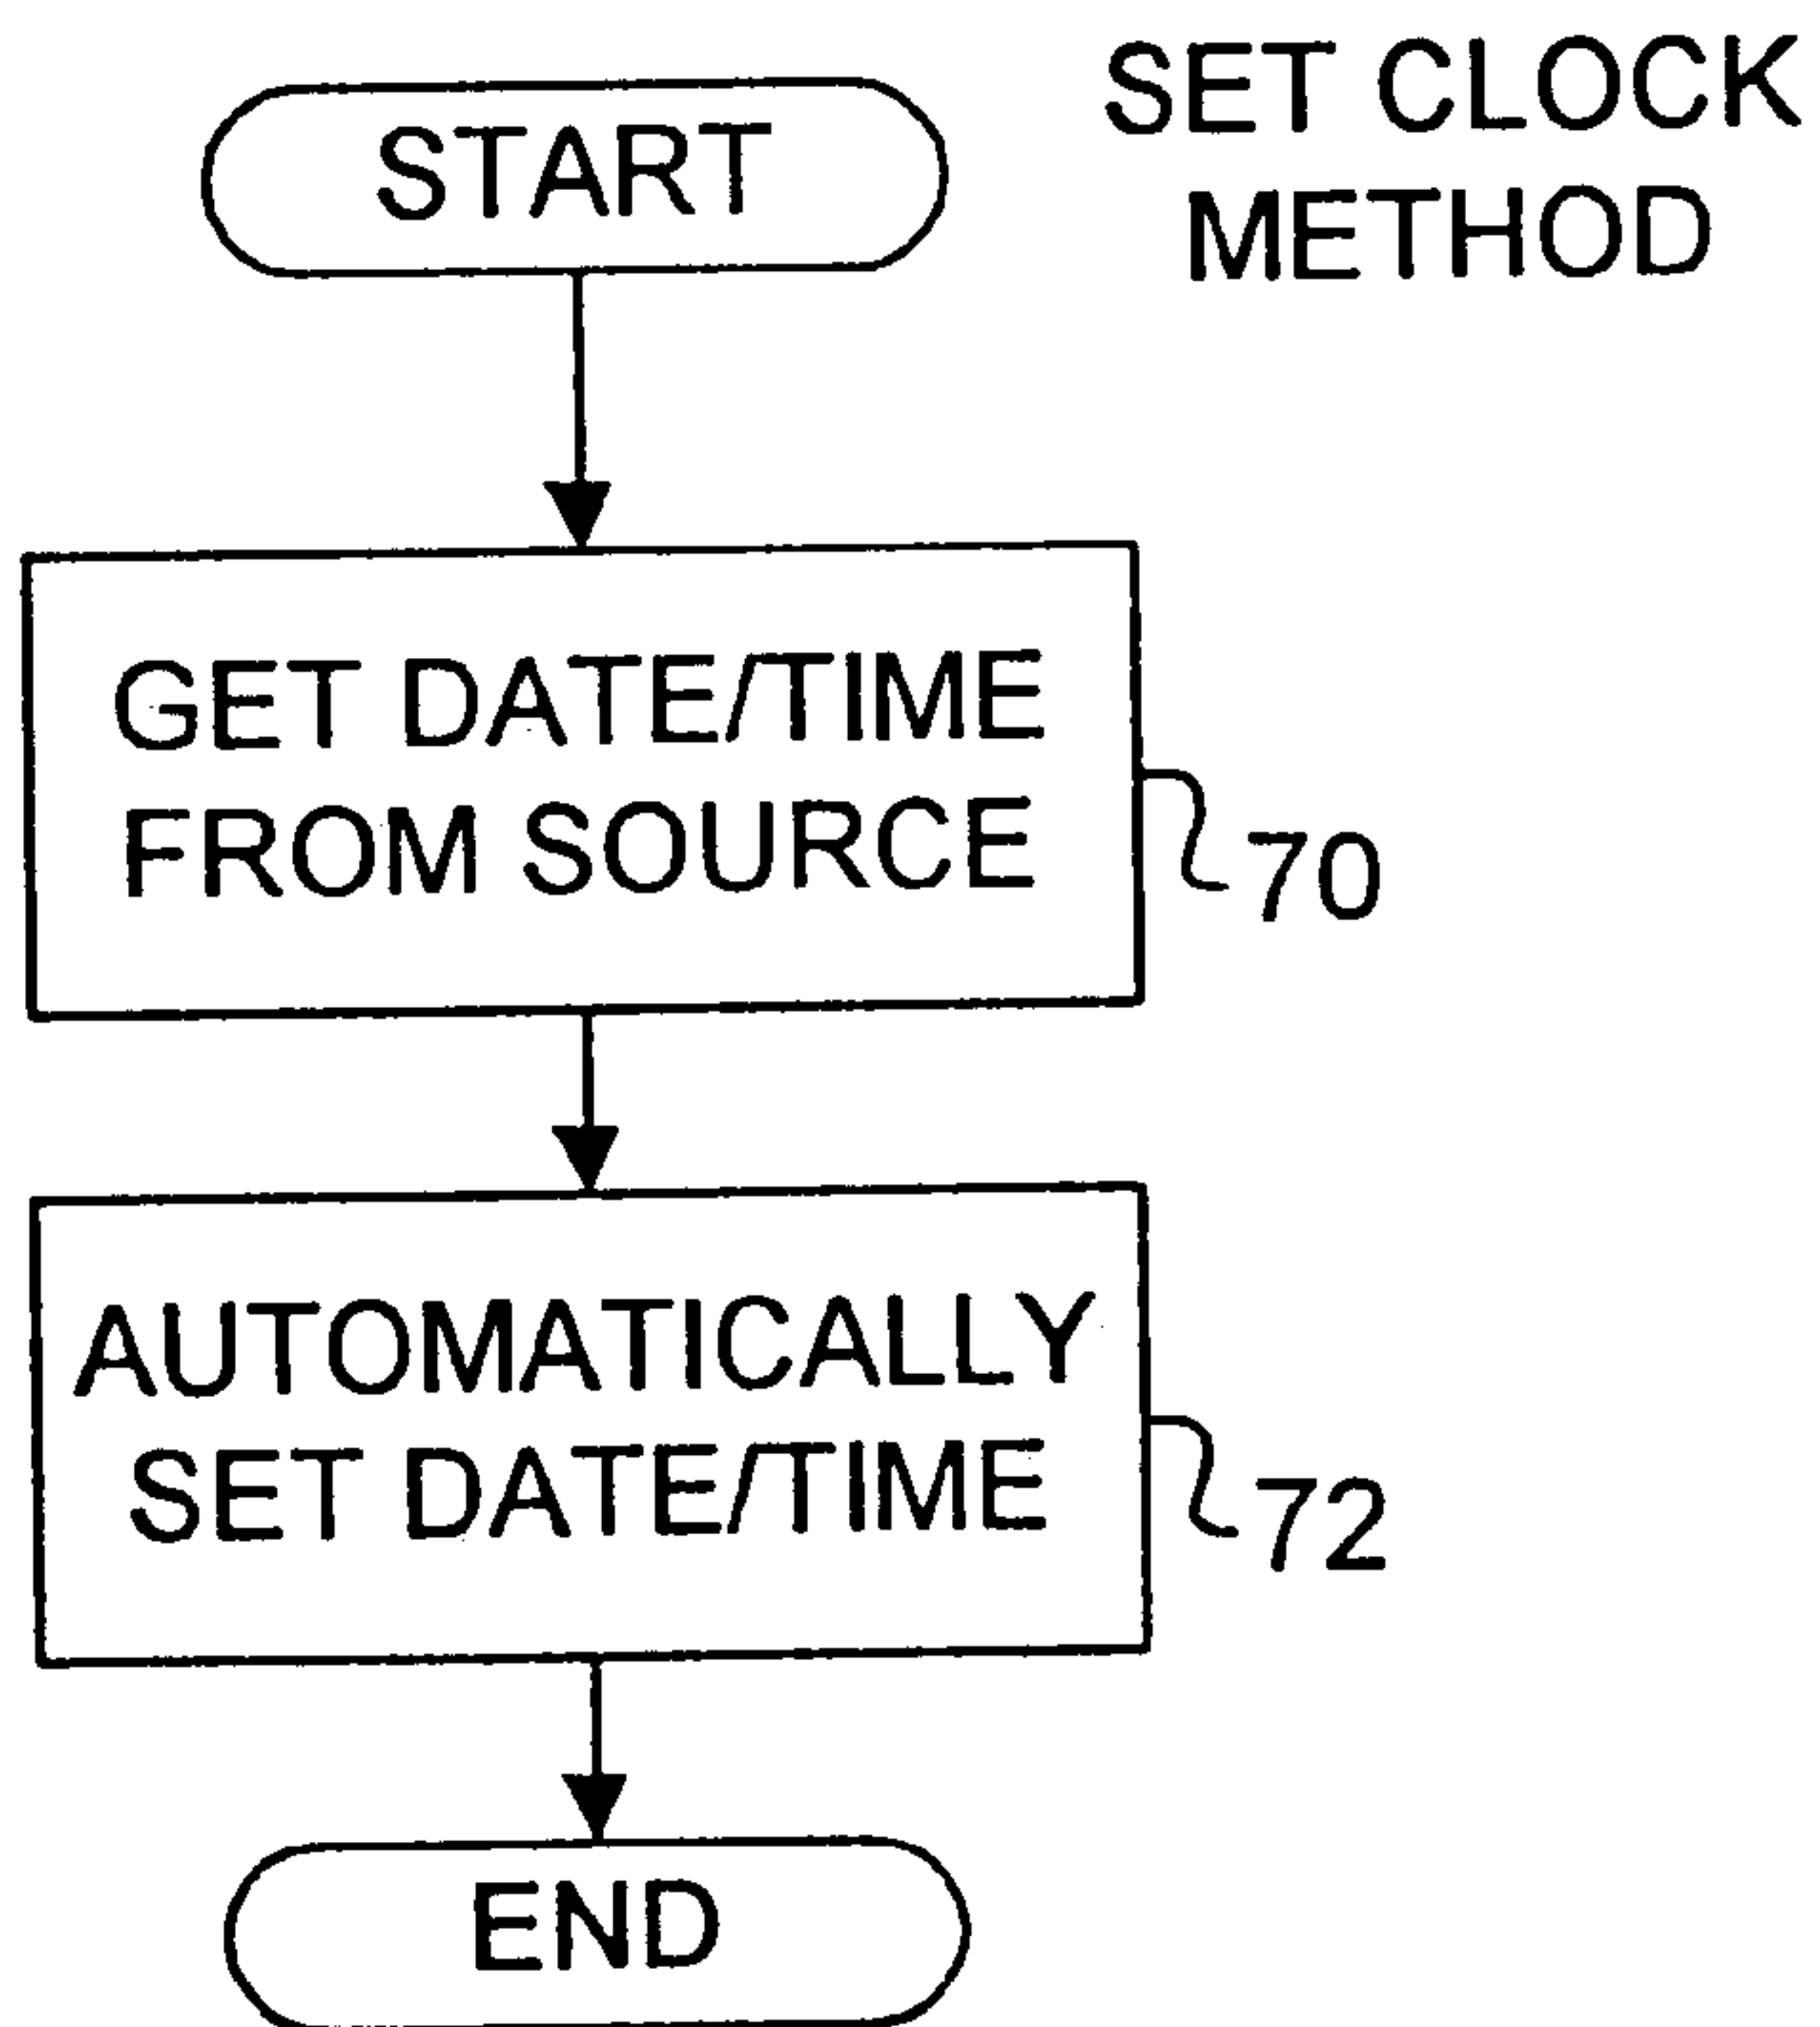 SET CLOCK
METHOD
START
GET DATE/TIME
FROM SOURCE
70
AUTOMATICALLY
SET DATE/TIME
72
END